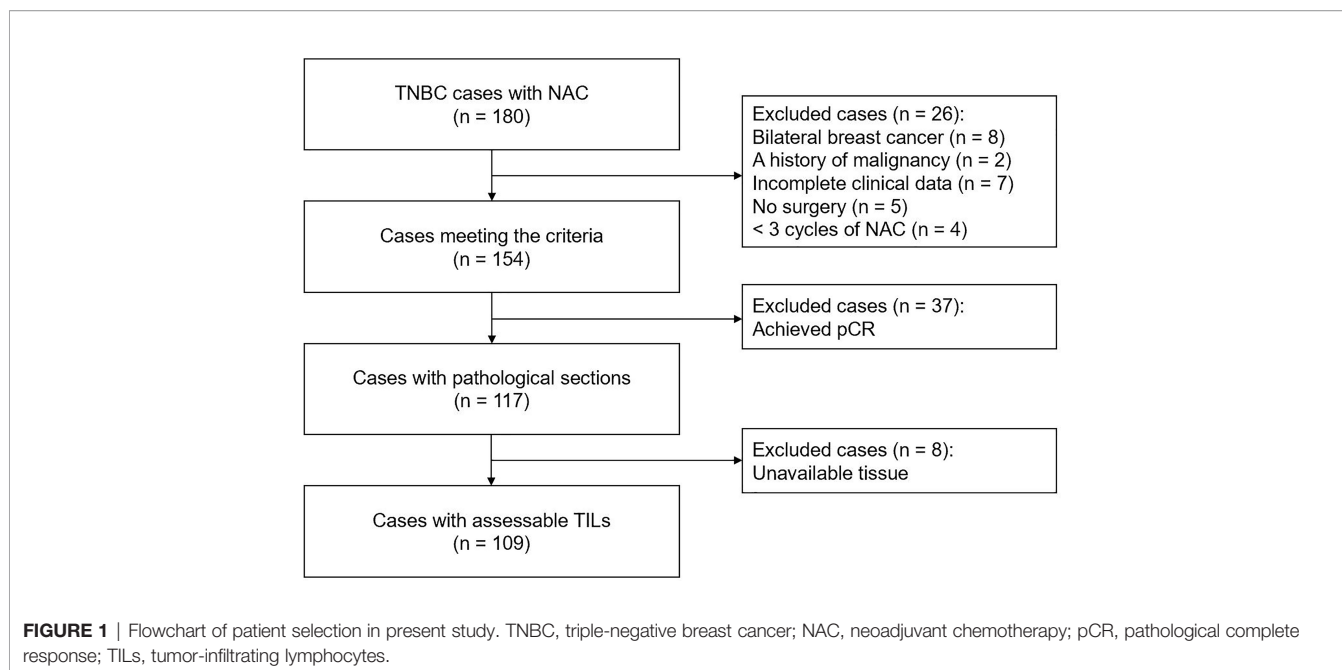 TNBC cases with NAC
(n = 180)
Excluded cases (n = 26):
Bilateral breast cancer (n = 8)
A history of malignancy (n = 2)
Incomplete clinical data (n = 7)
No surgery (n = 5)
< 3 cycles of NAC (n = 4)
Cases meeting the criteria
(n = 154)
Excluded cases (n = 37):
Achieved pCR
Cases with pathological sections
(n = 117)
Excluded cases (n = 8):
Unavailable tissue
Cases with assessable TILs
(n = 109)
FIGURE 1 | Flowchart of patient selection in present study. TNBC, triple-negative breast cancer; NAC, neoadjuvant chemotherapy; pCR, pathological complete
response; TILs, tumor-infiltrating lymphocytes.